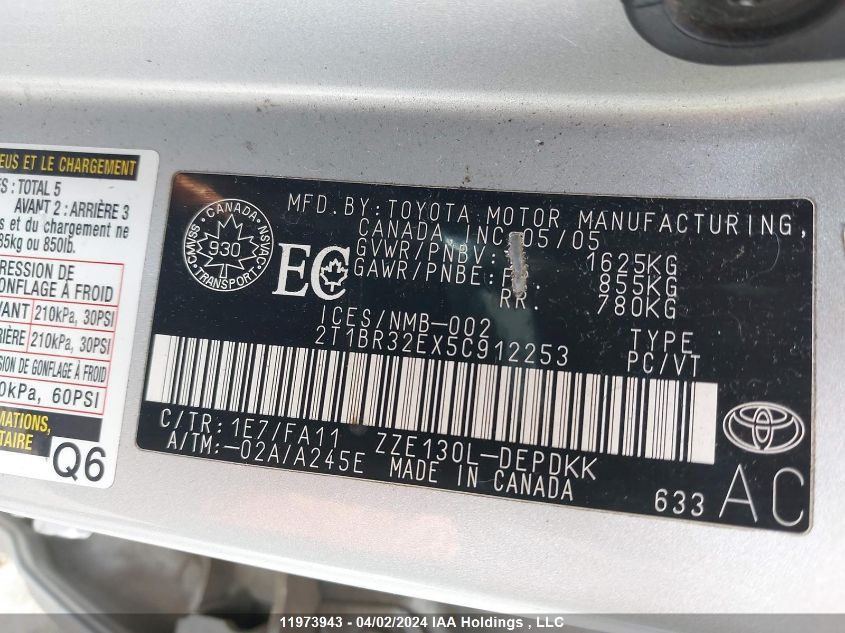 EUS ET LE CHARGEMENT
ES : TOTAL 5
AVANT 2 : ARRIÈRE 3
s et du chargement ne
85kg ou 850lb.
RESSION DE
ONFLAGE À FROID
VANT 210kPa, 30PSI
RIÈRE 210kPa, 30PSI
SSION DE GONFLAGE À FROID
0kPa, 60PSI
MATIONS,
TAIRE
Q6
CANADA
930
CMVSS NSVAC
TRANSPORT
EC
MFD. BY: TOYOTA MOTOR MANUFACTURING,
CANADA, INC. 05/05
GVWR/PNBV: 1625KG
GAWR/PNBE: 855KG
RR. 780KG
ICES/NMB-002
2T1BR32EX5C912253
TYPE
PC/VT
C/TR: 1E7/FA11 ZZE130L-DEPDKK
A/TM:-02A/A245E MADE IN CANADA
633
AC
11973943 - 04/02/2024 IAA Holdings , LLC